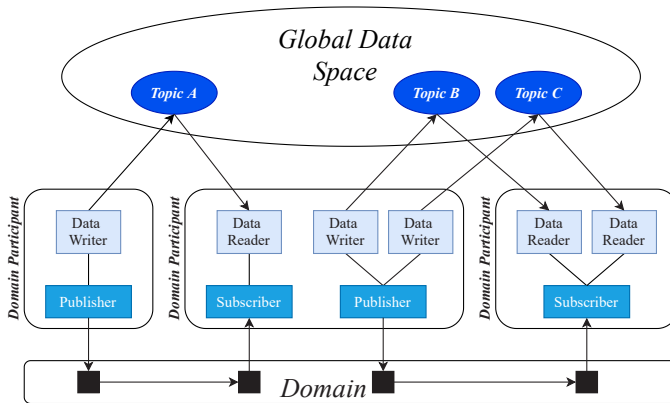 Global Data
Space
Topic A
Topic B
Topic C
Domain Participant
Data
Writer
Publisher
Domain Participant
Data
Reader
Subscriber
Data
Writer
Data
Writer
Publisher
Domain Participant
Data
Reader
Data
Reader
Subscriber
Domain